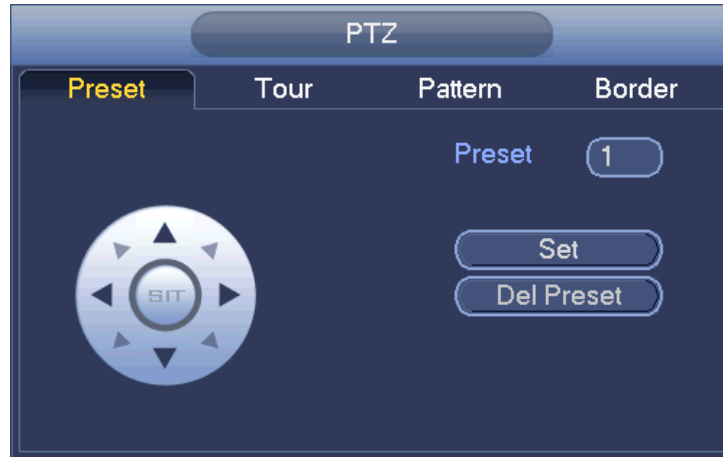 PTZ
Preset Tour Pattern Border
Preset 1
Set
SIT
Del Preset